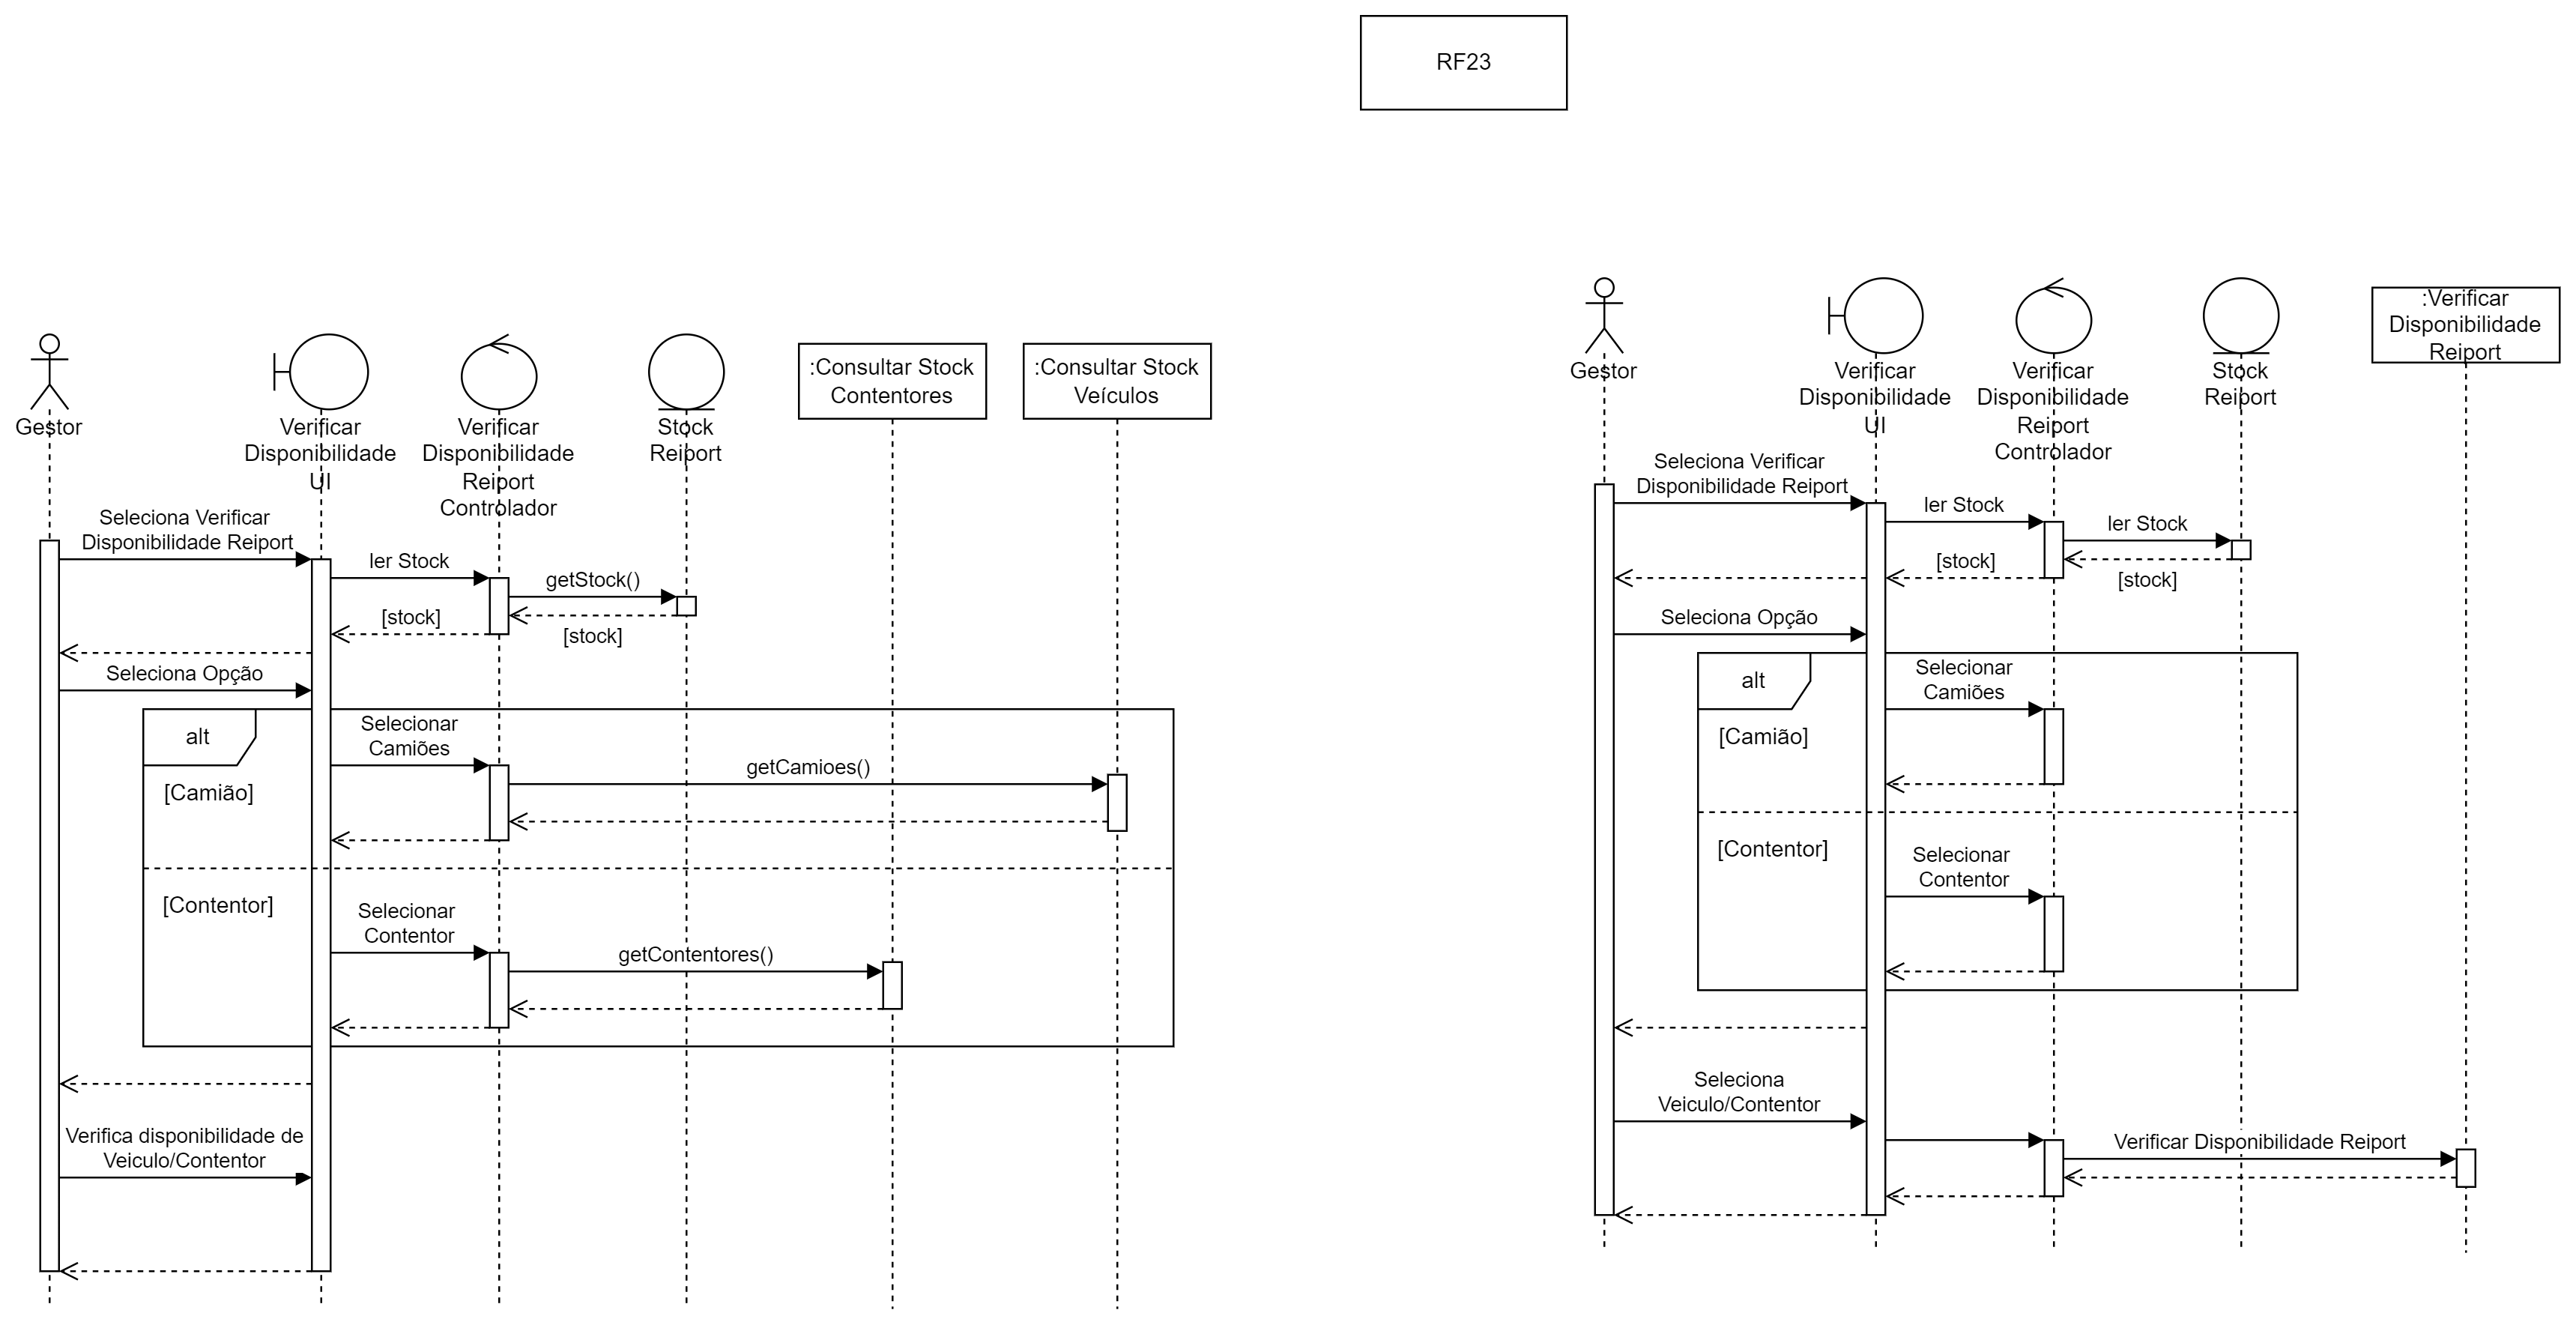 RF23
Gestor
Verificar
Disponibilidade
UI
Verificar
Disponibilidade
Reiport
Controlador
Stock
Reiport
:Consultar Stock
Contentores
:Consultar Stock
Veículos
Seleciona Verificar
Disponibilidade Reiport
ler Stock
getStock()
[stock]
[stock]
Seleciona Opção
alt
[Camião]
Selecionar
Camiões
getCamioes()
[Contentor]
Selecionar
Contentor
getContentores()
Verifica disponibilidade de
Veiculo/Contentor
Gestor
Verificar
Disponibilidade
UI
Verificar
Disponibilidade
Reiport
Controlador
Stock
Reiport
:Verificar
Disponibilidade
Reiport
Seleciona Verificar
Disponibilidade Reiport
ler Stock
ler Stock
[stock]
[stock]
Seleciona Opção
alt
[Camião]
Selecionar
Camiões
[Contentor]
Selecionar
Contentor
Seleciona
Veiculo/Contentor
Verificar Disponibilidade Reiport